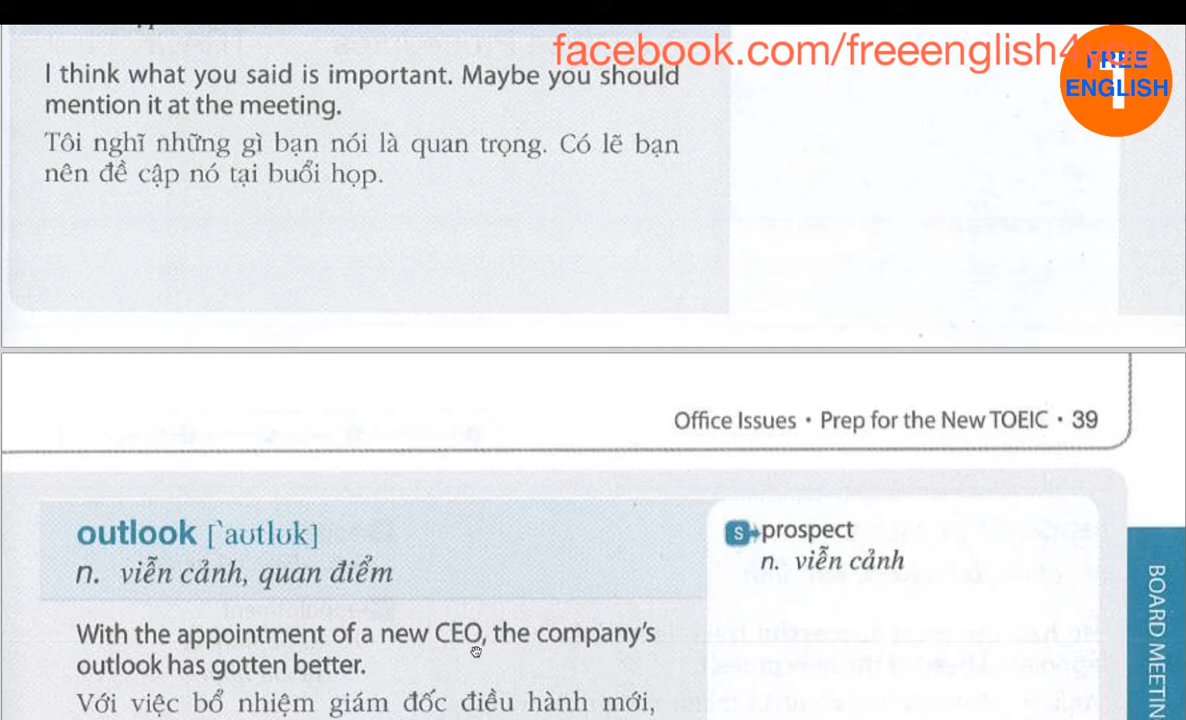 facebook.com/freeenglish4
FREE
1
ENGLISH
I think what you said is important. Maybe you should
mention it at the meeting.
Tôi nghĩ những gì bạn nói là quan trọng. Có lẽ bạn
nên đề cập nó tại buổi họp.
Office Issues • Prep for the New TOEIC • 39
outlook [ˋaʊtlʊk]
n. viễn cảnh, quan điểm
S prospect
n. viễn cảnh
BOARD MEETIN
With the appointment of a new CEO, the company's
outlook has gotten better.
Với việc bổ nhiệm giám đốc điều hành mới,